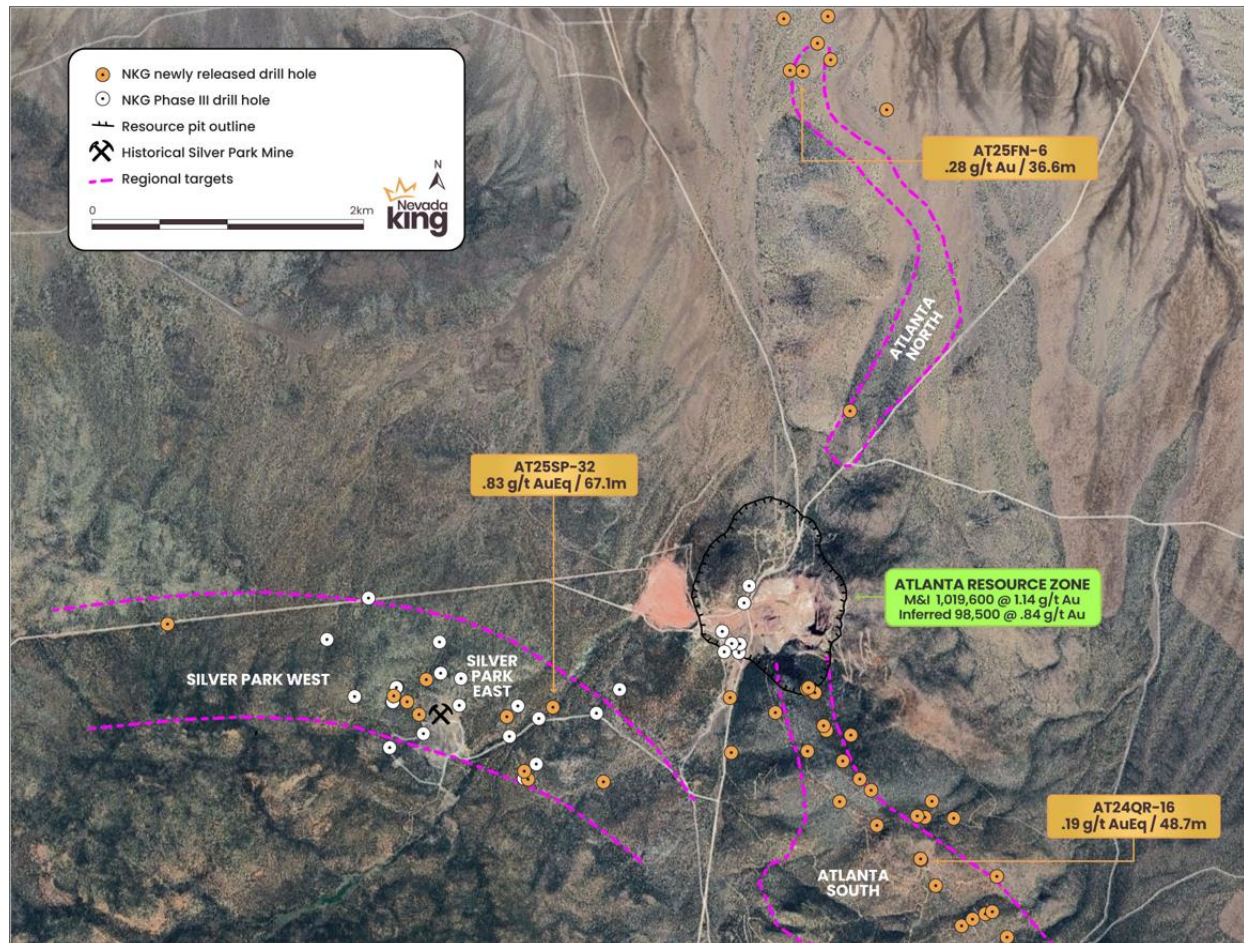 NKG newly released drill hole
NKG Phase III drill hole
Resource pit outline
Historical Silver Park Mine
Regional targets
N
0
2km
Nevada
king
AT25FN-6
.28 g/t Au / 36.6m
ATLANTA
NORTH
AT25SP-32
.83 g/t AuEq / 67.1m
ATLANTA RESOURCE ZONE
M&I 1,019,600 @ 1.14 g/t Au
Inferred 98,500 @ .84 g/t Au
SILVER PARK WEST
SILVER
PARK
EAST
AT24QR-16
.19 g/t AuEq / 48.7m
ATLANTA
SOUTH